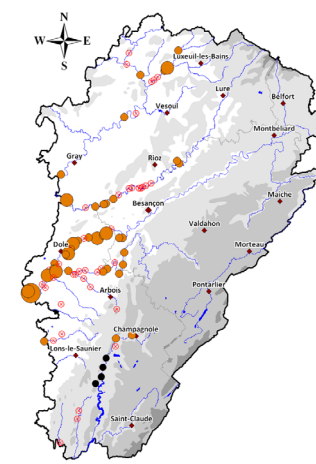 N
W E
S
Luxeuil-les-Bains
Lure
Vesoul
Belfort
Montbéliard
Gray
Rioz
Maiche
Besançon
Valdahon
Dole
Morteau
Arbois
Pontarlier
Champagnole
Lons-le-Saunier
Saint-Claude